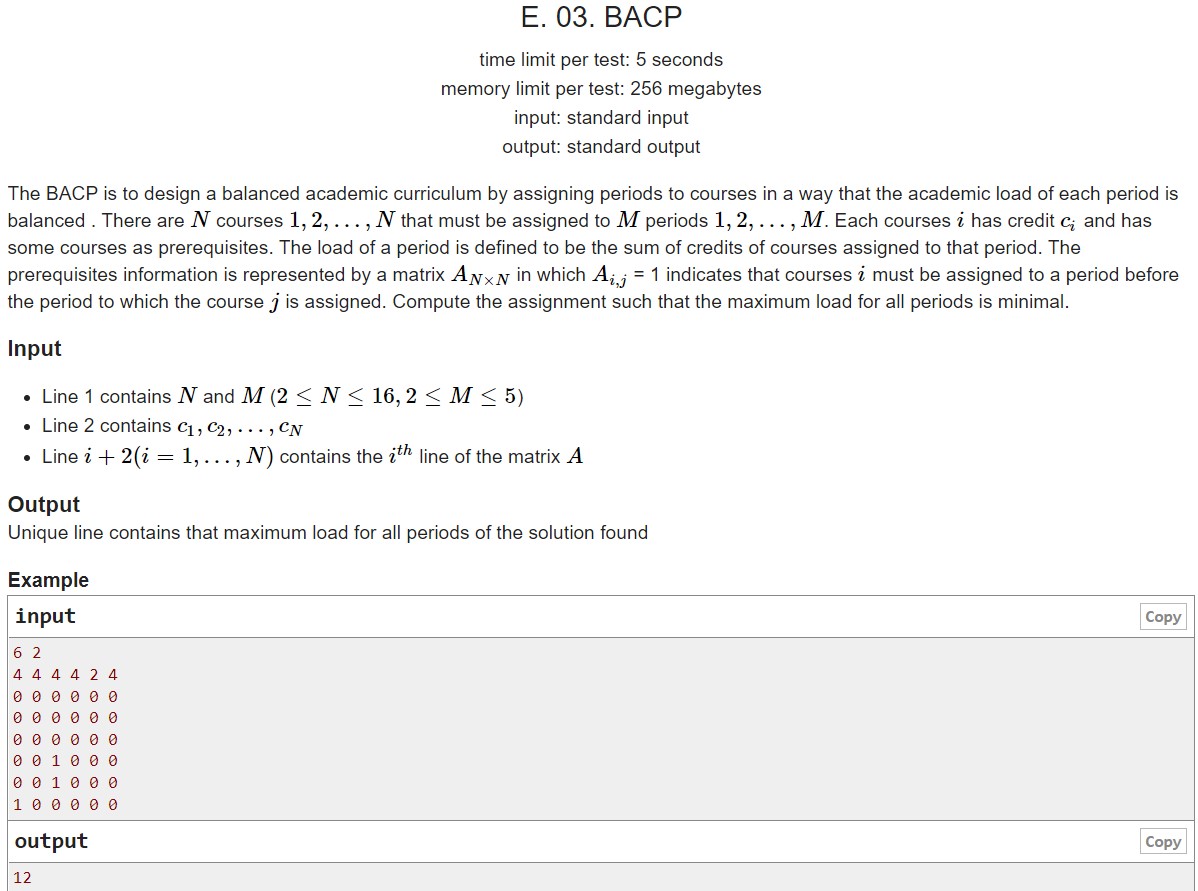 E. 03. BACP
time limit per test: 5 seconds
memory limit per test: 256 megabytes
input: standard input
output: standard output
The BACP is to design a balanced academic curriculum by assigning periods to courses in a way that the academic load of each period is
balanced . There are N courses 1, 2, . . . , N that must be assigned to M periods 1, 2, . . . , M. Each courses i has credit c_i and has
some courses as prerequisites. The load of a period is defined to be the sum of credits of courses assigned to that period. The
prerequisites information is represented by a matrix A_{N×N} in which A_{i,j} = 1 indicates that courses i must be assigned to a period before
the period to which the course j is assigned. Compute the assignment such that the maximum load for all periods is minimal.
Input
• Line 1 contains N and M (2 ≤ N ≤ 16, 2 ≤ M ≤ 5)
• Line 2 contains c_1, c_2, . . . , c_N
• Line i + 2(i = 1, . . . , N) contains the i^{th} line of the matrix A
Output
Unique line contains that maximum load for all periods of the solution found
Example
input
Copy
6 2
4 4 4 4 2 4
0 0 0 0 0 0
0 0 0 0 0 0
0 0 0 0 0 0
0 0 1 0 0 0
0 0 1 0 0 0
1 0 0 0 0 0
output
Copy
12